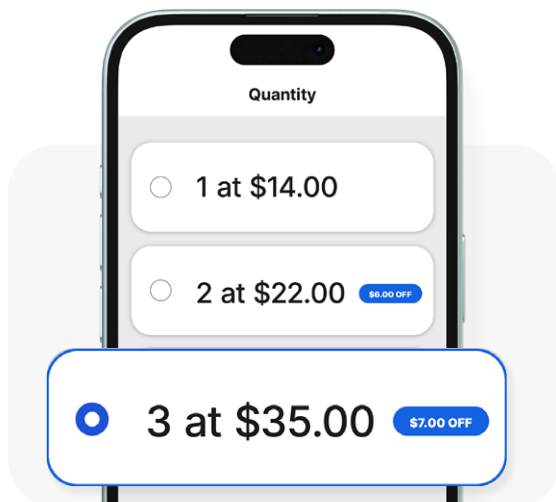 Quantity
1 at $14.00
2 at $22.00 $6.00 OFF
3 at $35.00 $7.00 OFF